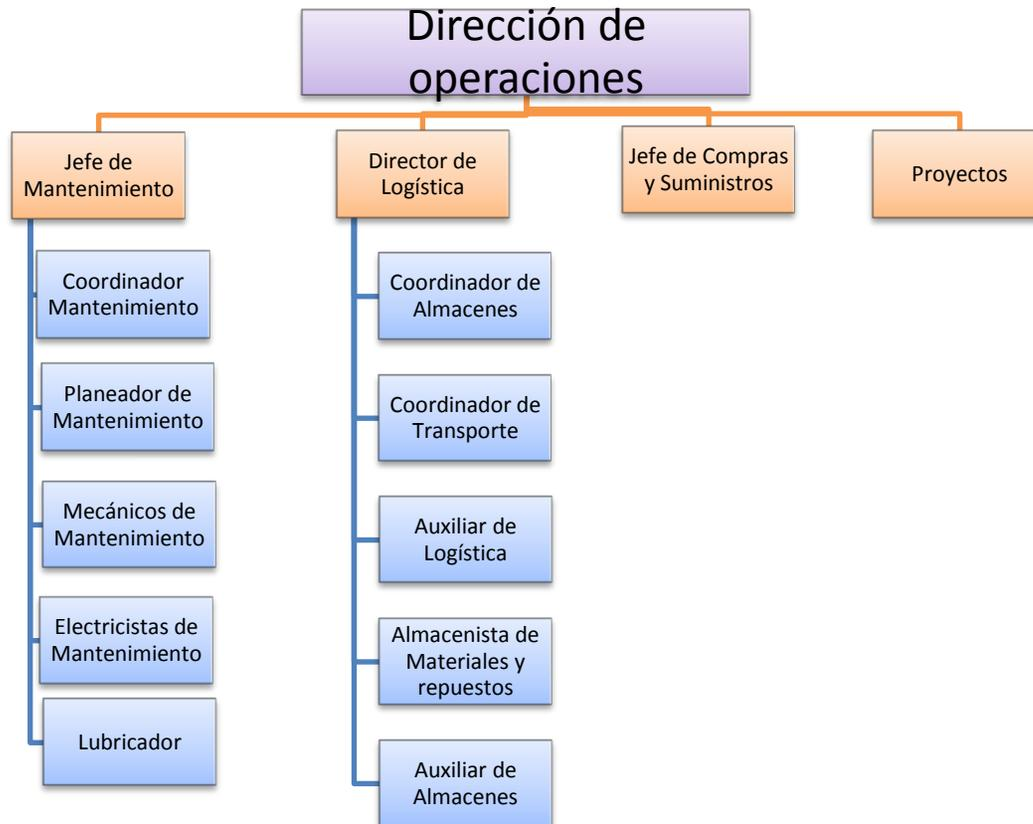 Dirección de
operaciones
Jefe de
Mantenimiento
Director de
Logística
Jefe de Compras
y Suministros
Proyectos
Coordinador
Mantenimiento
Planeador de
Mantenimiento
Mecánicos de
Mantenimiento
Electricistas de
Mantenimiento
Lubricador
Coordinador de
Almacenes
Coordinador de
Transporte
Auxiliar de
Logística
Almacenista de
Materiales y
repuestos
Auxiliar de
Almacenes